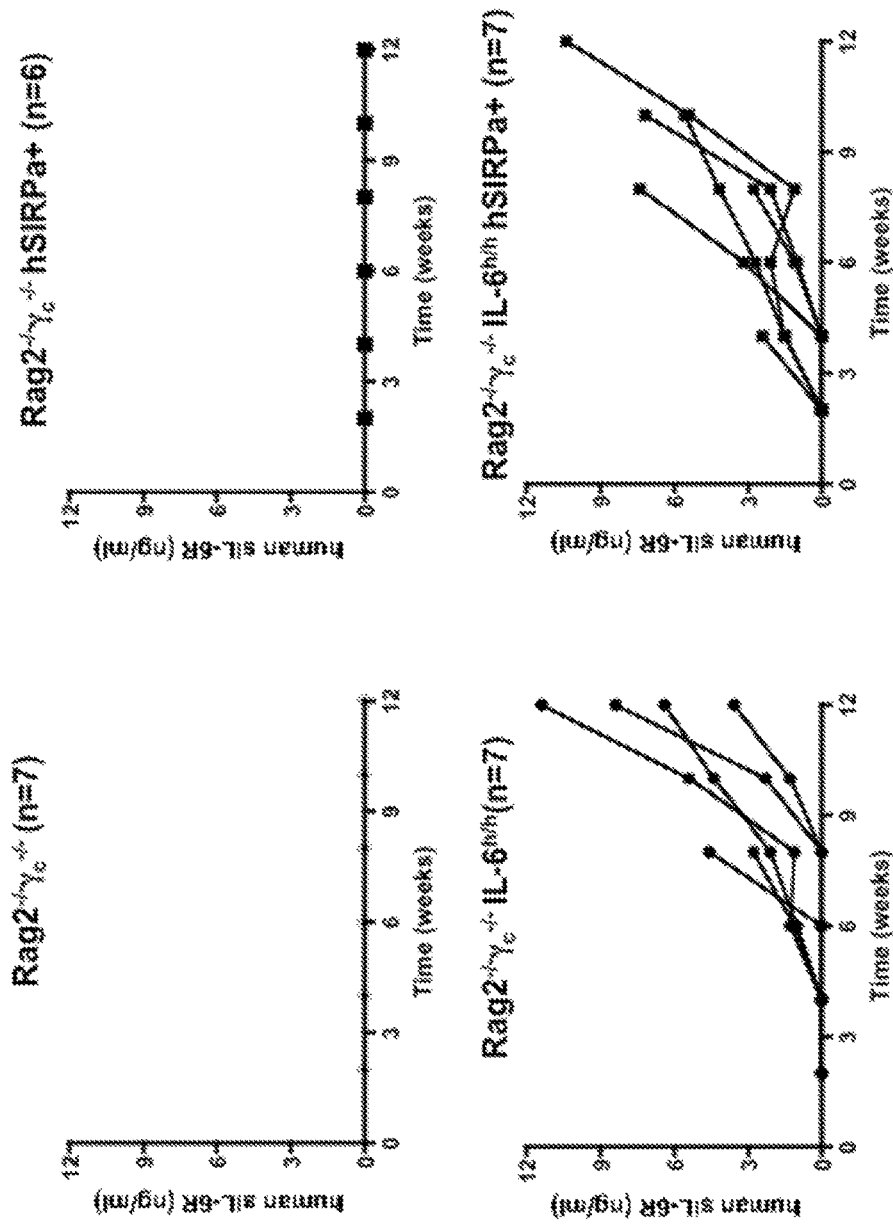 Rag2⁻/⁻γc⁻/⁻ (n=7)
human sIL-6R (ng/ml)
12
9
6
3
0
0 3 6 9 12
Time (weeks)
Rag2⁻/⁻γc⁻/⁻ hSIRPa+ (n=6)
human sIL-6R (ng/ml)
12
9
6
3
0
0 3 6 9 12
Time (weeks)
Rag2⁻/⁻γc⁻/⁻ IL-6ʰ/ʰ(n=7)
human sIL-6R (ng/ml)
12
9
6
3
0
0 3 6 9 12
Time (weeks)
Rag2⁻/⁻γc⁻/⁻ IL-6ʰ/ʰ hSIRPa+ (n=7)
human sIL-6R (ng/ml)
12
9
6
3
0
0 3 6 9 12
Time (weeks)